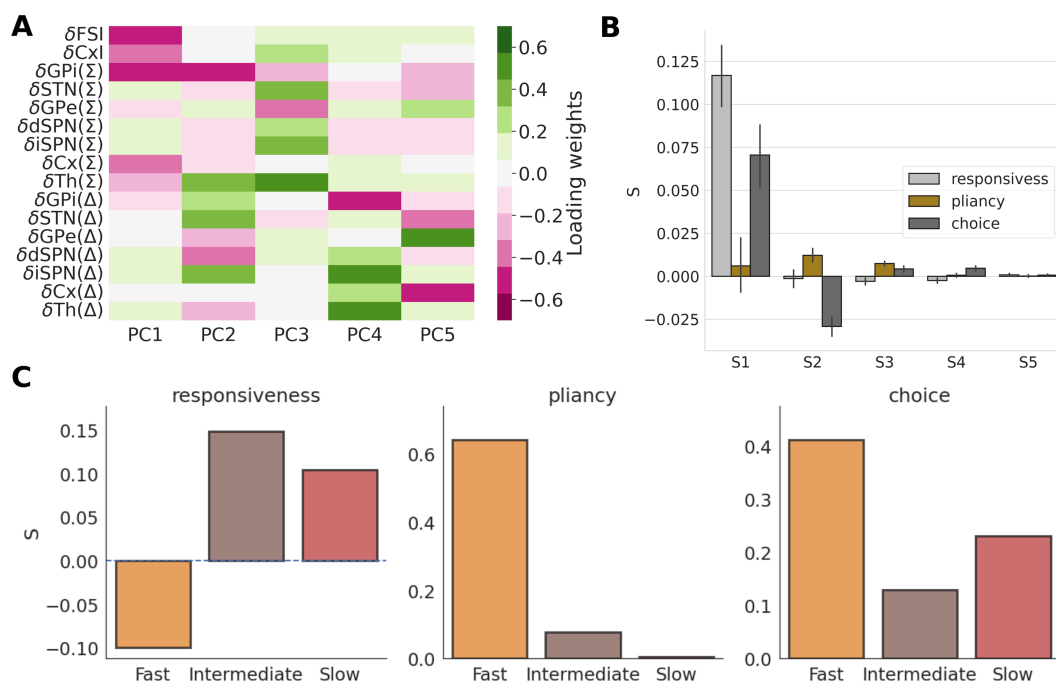 A
δFSI
δCxI
δGPi(Σ)
δSTN(Σ)
δGPe(Σ)
δdSPN(Σ)
δiSPN(Σ)
δCx(Σ)
δTh(Σ)
δGPi(Δ)
δSTN(Δ)
δGPe(Δ)
δdSPN(Δ)
δiSPN(Δ)
δCx(Δ)
δTh(Δ)
PC1 PC2 PC3 PC4 PC5
0.6
0.4
0.2
0.0
−0.2
−0.4
−0.6
Loading weights
B
0.125
0.100
0.075
0.050
0.025
0.000
−0.025
S
responsivess
pliancy
choice
S1 S2 S3 S4 S5
C
responsiveness
0.15
0.10
0.05
0.00
−0.05
−0.10
S
Fast Intermediate Slow
pliancy
0.6
0.4
0.2
0.0
Fast Intermediate Slow
choice
0.4
0.3
0.2
0.1
0.0
Fast Intermediate Slow